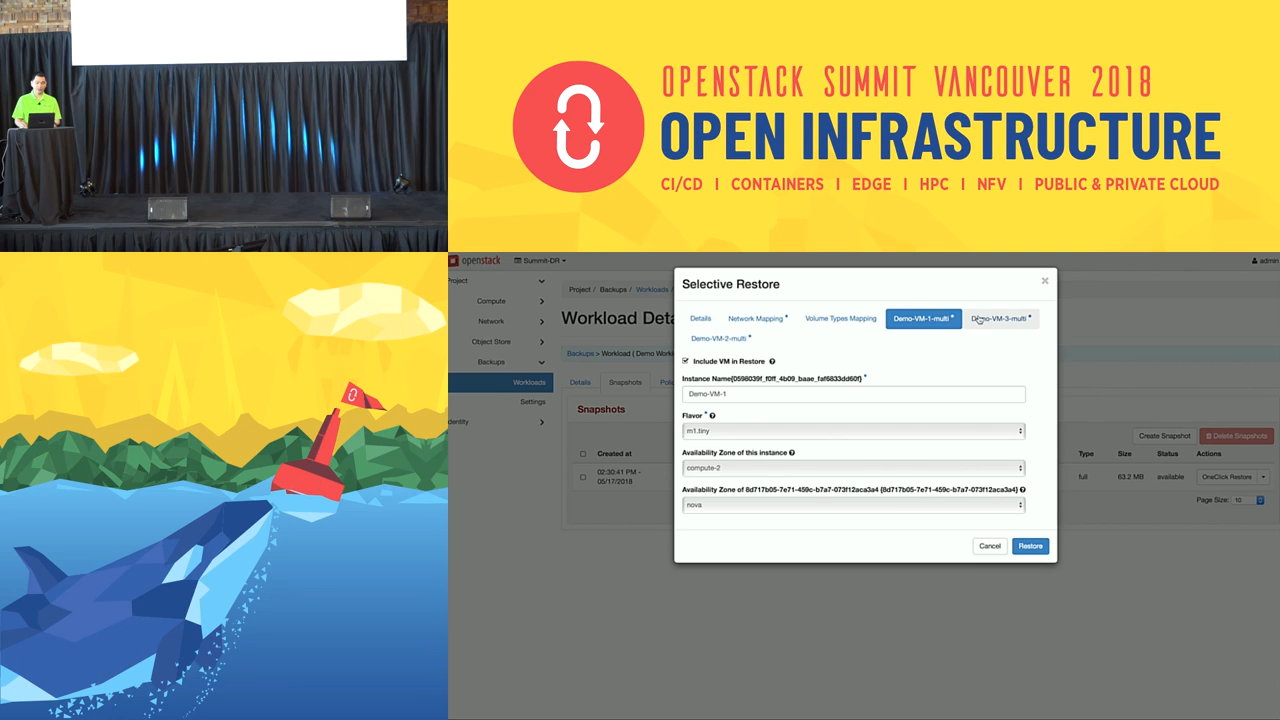 OPENSTACK SUMMIT VANCOUVER 2018
OPEN INFRASTRUCTURE
CI/CD | CONTAINERS | EDGE | HPC | NFV | PUBLIC & PRIVATE CLOUD
openstack
Summit-DR
admin
Project
Compute
Network
Object Store
Backups
Workloads
Settings
Identity
Project / Backups / Workloads /
Workload Deta
Backups > Workload ( Demo Work
Details
Snapshots
Poli
Snapshots
Create Snapshot
Delete Snapshots
Created at
Type
Size
Status
Actions
02:30:41 PM -
05/17/2018
full
63.2 MB
available
OneClick Restore
Page Size: 10
Selective Restore
×
Details
Network Mapping *
Volume Types Mapping
Demo-VM-1-multi *
Demo-VM-3-multi *
Demo-VM-2-multi *
Include VM in Restore
Instance Name[0598039f_f0ff_4b09_baae_faf6833dd60f] *
Demo-VM-1
Flavor *
m1.tiny
Availability Zone of this instance
compute-2
Availability Zone of 8d717b05-7e71-459c-b7a7-073f12aca3a4 [8d717b05-7e71-459c-b7a7-073f12aca3a4]
nova
Cancel
Restore